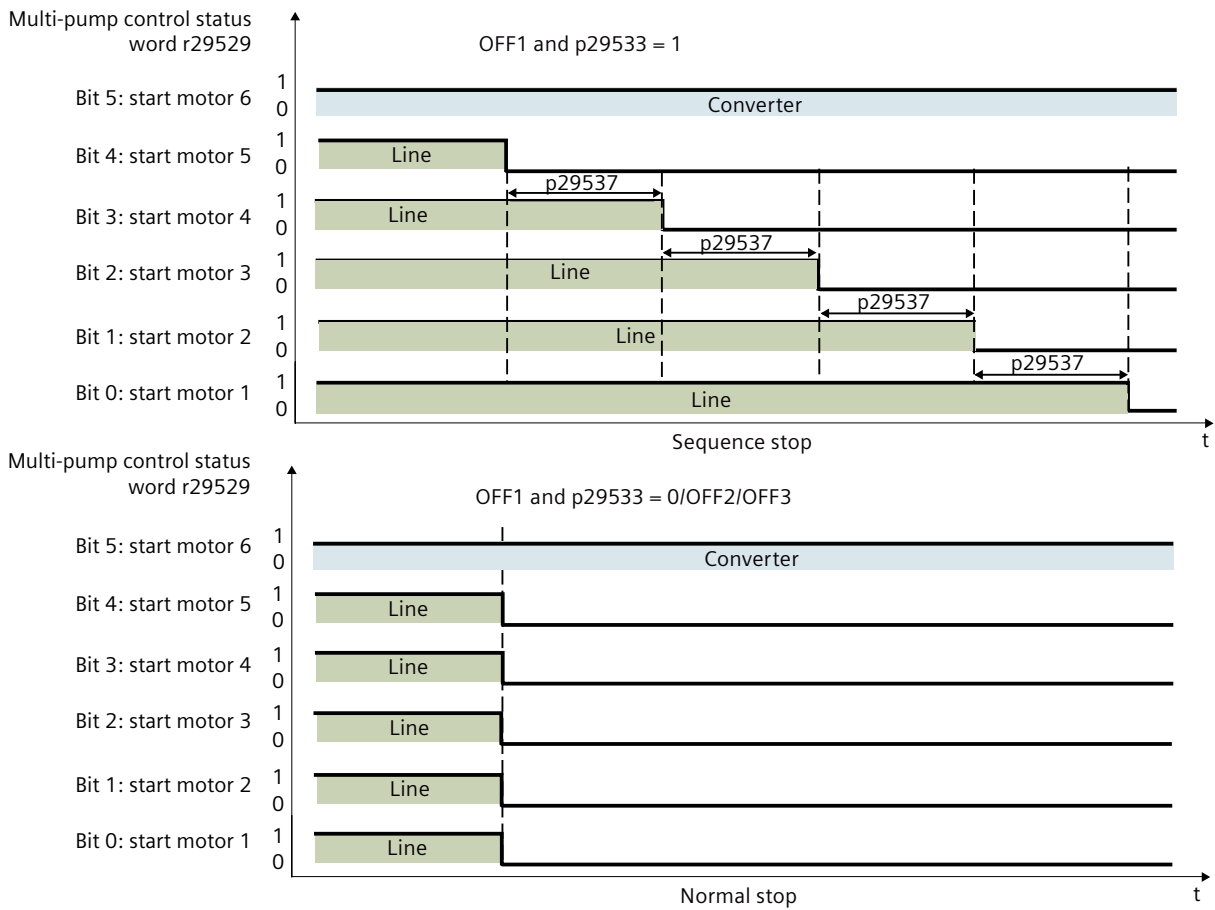 Multi-pump control status
word r29529
OFF1 and p29533 = 1
Bit 5: start motor 6
1
0
Converter
Bit 4: start motor 5
1
0
Line
p29537
Bit 3: start motor 4
1
0
Line
p29537
Bit 2: start motor 3
1
0
Line
p29537
Bit 1: start motor 2
1
0
Line
p29537
Bit 0: start motor 1
1
0
Line
Sequence stop
t
Multi-pump control status
word r29529
OFF1 and p29533 = 0/OFF2/OFF3
Bit 5: start motor 6
1
0
Converter
Bit 4: start motor 5
1
0
Line
Bit 3: start motor 4
1
0
Line
Bit 2: start motor 3
1
0
Line
Bit 1: start motor 2
1
0
Line
Bit 0: start motor 1
1
0
Line
Normal stop
t